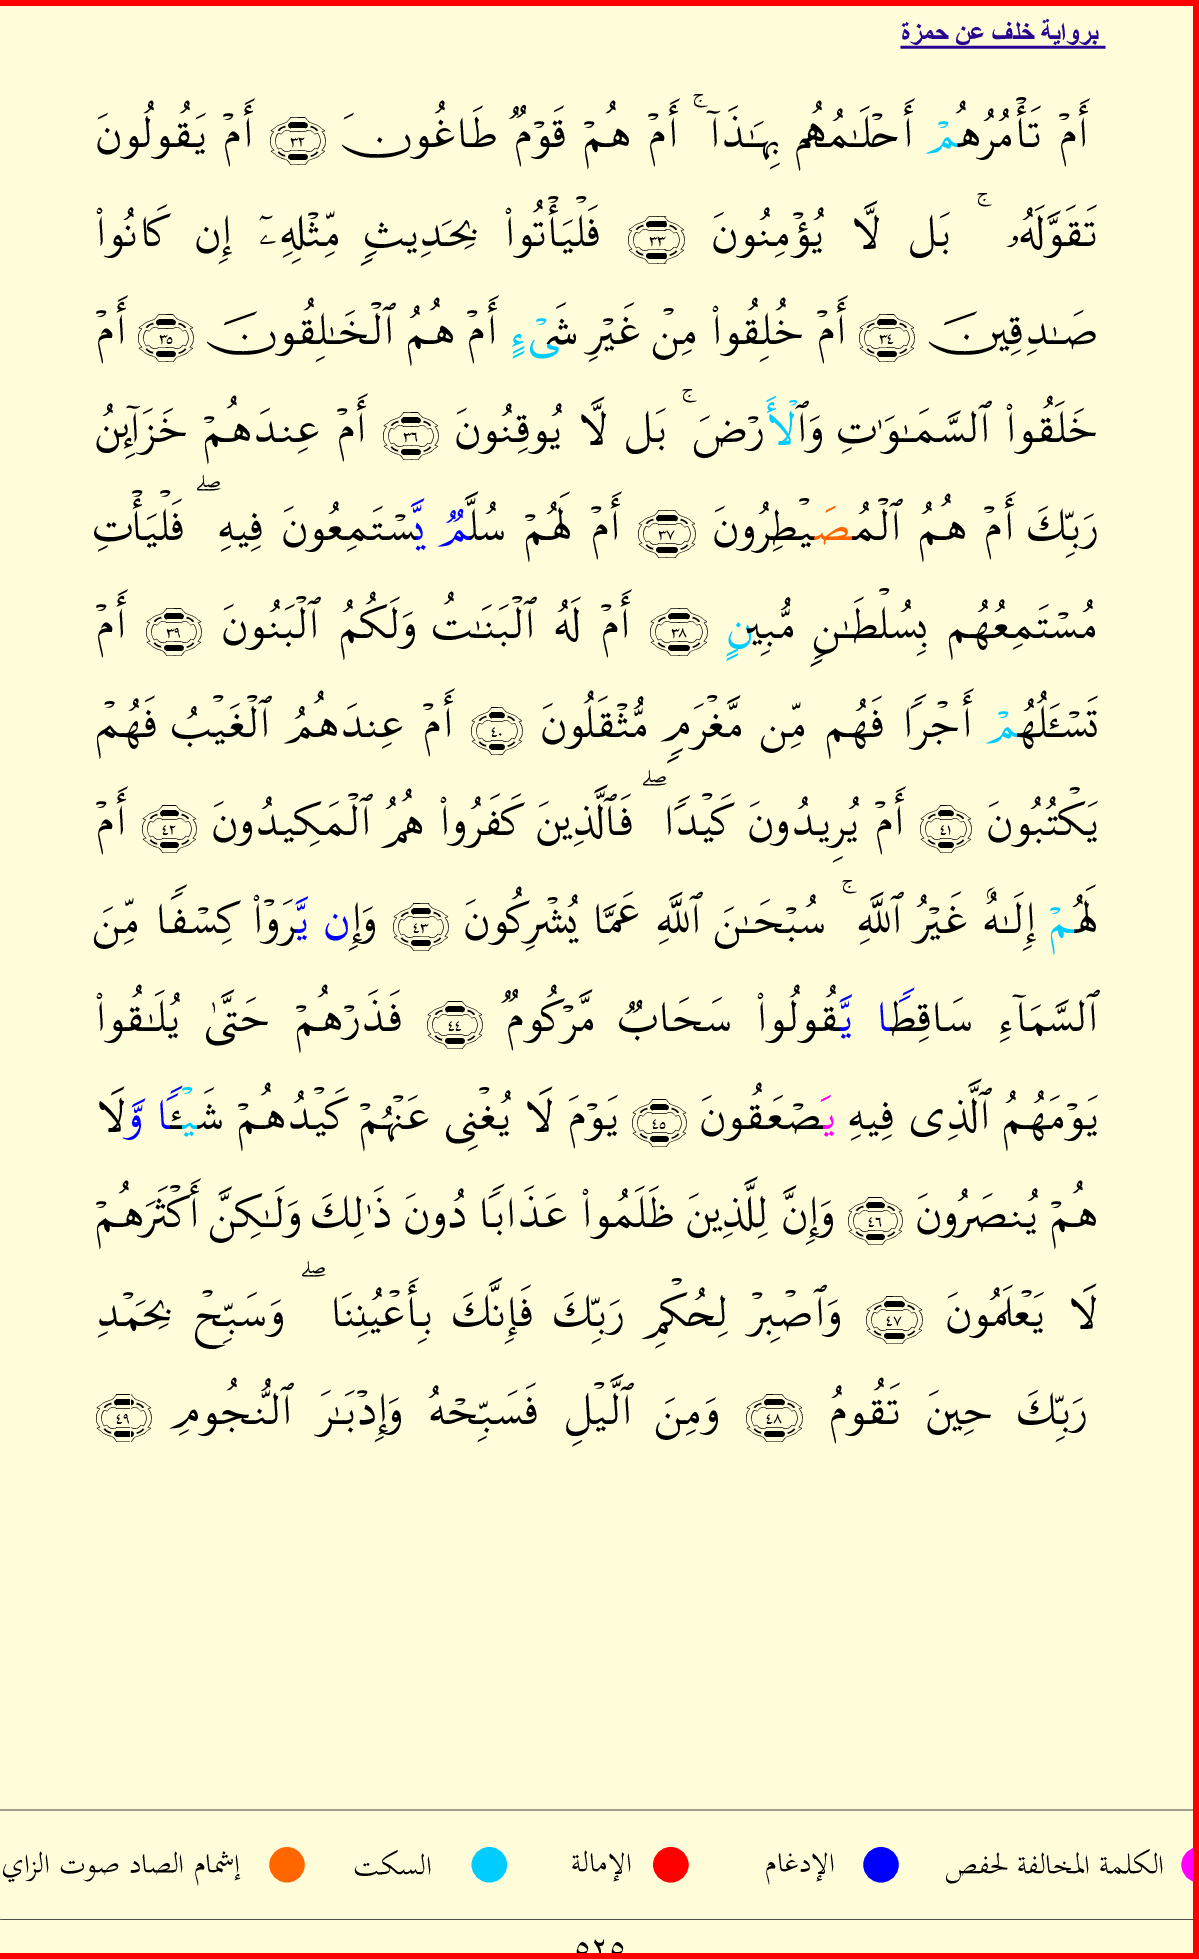 برواية خلف عن حمزة
أَمْ تَأْمُرُهُمْ أَحْلَـٰمُهُم بِهَـٰذَآ ۚ أَمْ هُمْ قَوْمٌ طَاغُونَ ٣٢ أَمْ يَقُولُونَ
تَقَوَّلَهُۥ ۚ بَل لَّا يُؤْمِنُونَ ٣٣ فَلْيَأْتُوا۟ بِحَدِيثٍ مِّثْلِهِۦٓ إِن كَانُوا۟
صَـٰدِقِينَ ٣٤ أَمْ خُلِقُوا۟ مِنْ غَيْرِ شَىْءٍ أَمْ هُمُ ٱلْخَـٰلِقُونَ ٣٥ أَمْ
خَلَقُوا۟ ٱلسَّمَـٰوَٰتِ وَٱلْأَرْضَ ۚ بَل لَّا يُوقِنُونَ ٣٦ أَمْ عِندَهُمْ خَزَآئِنُ
رَبِّكَ أَمْ هُمُ ٱلْمُصَيْطِرُونَ ٣٧ أَمْ لَهُمْ سُلَّمٌ يَّسْتَمِعُونَ فِيهِ ۖ فَلْيَأْتِ
مُسْتَمِعُهُم بِسُلْطَـٰنٍ مُّبِينٍ ٣٨ أَمْ لَهُ ٱلْبَنَـٰتُ وَلَكُمُ ٱلْبَنُونَ ٣٩ أَمْ
تَسْـَٔلُهُمْ أَجْرًا فَهُم مِّن مَّغْرَمٍ مُّثْقَلُونَ ٤٠ أَمْ عِندَهُمُ ٱلْغَيْبُ فَهُمْ
يَكْتُبُونَ ٤١ أَمْ يُرِيدُونَ كَيْدًا ۖ فَٱلَّذِينَ كَفَرُوا۟ هُمُ ٱلْمَكِيدُونَ ٤٢ أَمْ
لَهُمْ إِلَـٰهٌ غَيْرُ ٱللَّهِ ۚ سُبْحَـٰنَ ٱللَّهِ عَمَّا يُشْرِكُونَ ٤٣ وَإِن يَّرَوْا۟ كِسْفًا مِّنَ
ٱلسَّمَآءِ سَاقِطًا يَّقُولُوا۟ سَحَابٌ مَّرْكُومٌ ٤٤ فَذَرْهُمْ حَتَّىٰ يُلَـٰقُوا۟
يَوْمَهُمُ ٱلَّذِى فِيهِ يَصْعَقُونَ ٤٥ يَوْمَ لَا يُغْنِى عَنْهُمْ كَيْدُهُمْ شَيْـًٔا وَّلَا
هُمْ يُنصَرُونَ ٤٦ وَإِنَّ لِلَّذِينَ ظَلَمُوا۟ عَذَابًا دُونَ ذَٰلِكَ وَلَـٰكِنَّ أَكْثَرَهُمْ
لَا يَعْلَمُونَ ٤٧ وَٱصْبِرْ لِحُكْمِ رَبِّكَ فَإِنَّكَ بِأَعْيُنِنَا ۖ وَسَبِّحْ بِحَمْدِ
رَبِّكَ حِينَ تَقُومُ ٤٨ وَمِنَ ٱلَّيْلِ فَسَبِّحْهُ وَإِدْبَـٰرَ ٱلنُّجُومِ ٤٩
الكلمة المخالفة لحفص الإدغام الإمالة السكت إشمام الصاد صوت الزاي
٥٢٥